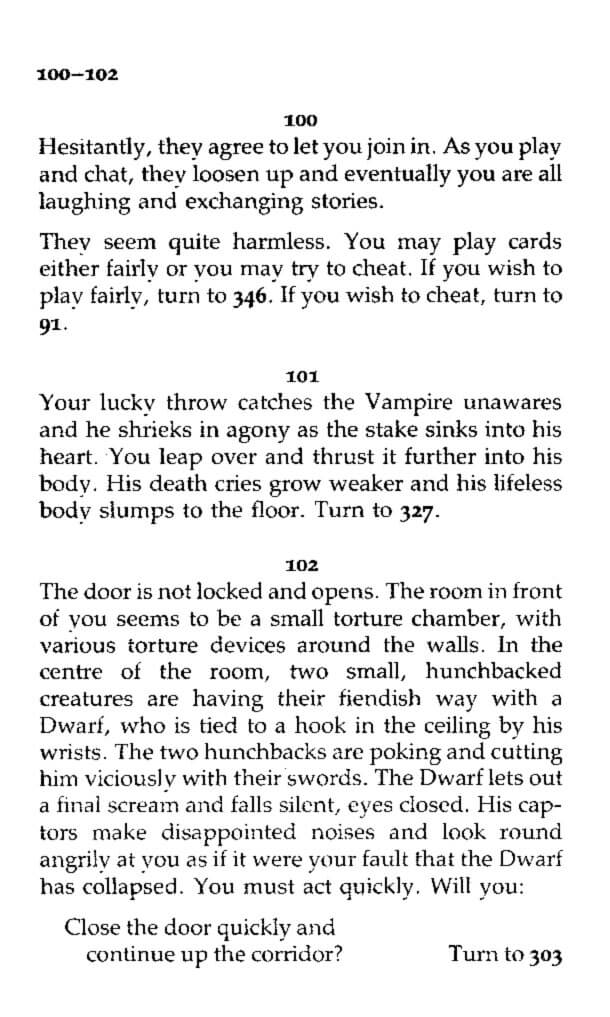 100–102
100
Hesitantly, they agree to let you join in. As you play
and chat, they loosen up and eventually you are all
laughing and exchanging stories.
They seem quite harmless. You may play cards
either fairly or you may try to cheat. If you wish to
play fairly, turn to 346. If you wish to cheat, turn to
91.
101
Your lucky throw catches the Vampire unawares
and he shrieks in agony as the stake sinks into his
heart. You leap over and thrust it further into his
body. His death cries grow weaker and his lifeless
body slumps to the floor. Turn to 327.
102
The door is not locked and opens. The room in front
of you seems to be a small torture chamber, with
various torture devices around the walls. In the
centre of the room, two small, hunchbacked
creatures are having their fiendish way with a
Dwarf, who is tied to a hook in the ceiling by his
wrists. The two hunchbacks are poking and cutting
him viciously with their swords. The Dwarf lets out
a final scream and falls silent, eyes closed. His cap-
tors make disappointed noises and look round
angrily at you as if it were your fault that the Dwarf
has collapsed. You must act quickly. Will you:
Close the door quickly and
continue up the corridor? Turn to 303